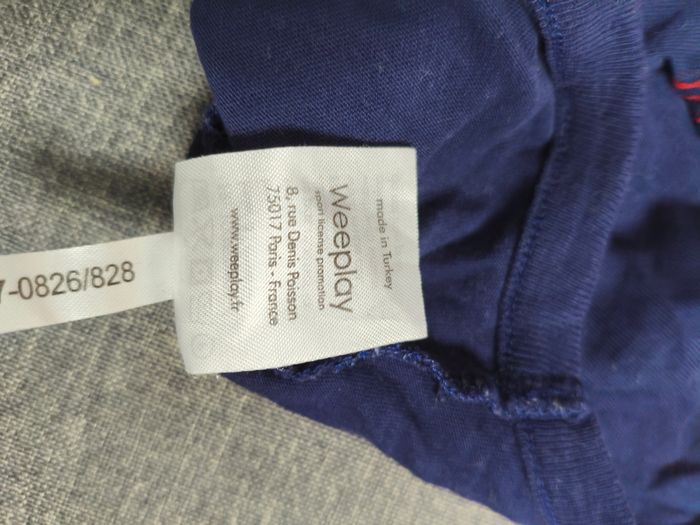 made in Turkey
weeplay
sport license promotion
8, rue Denis Poisson
75017 Paris - France
www.weeplay.fr
7-0826/828